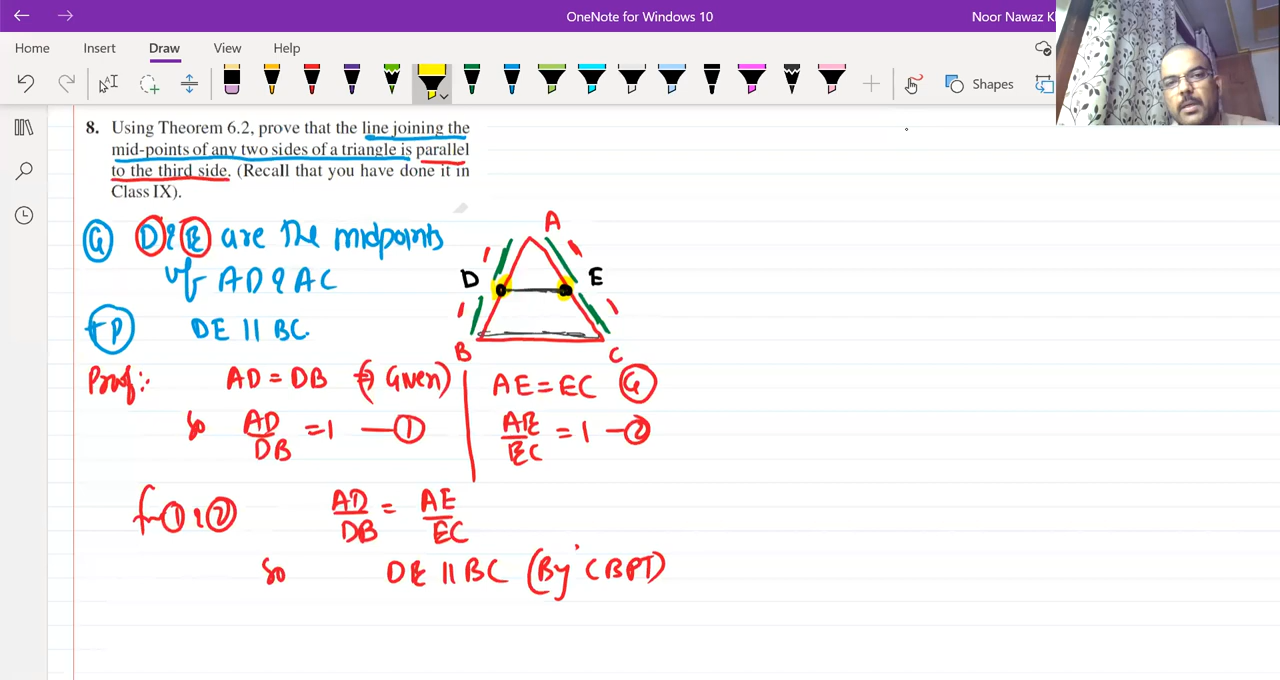 OneNote for Windows 10
Noor Nawaz Kh
Home Insert Draw View Help
Shapes
8. Using Theorem 6.2, prove that the line joining the
mid-points of any two sides of a triangle is parallel
to the third side. (Recall that you have done it in
Class IX).
G D & E are the midpoints
of AD & AC
TP DE || BC.
A
D E
B C
Proof:- AD = DB (Given) AE = EC G
So AD/DB = 1 — ① AE/EC = 1 — ②
f ① & ② AD/DB = AE/EC
So DE || BC (By CBPT)